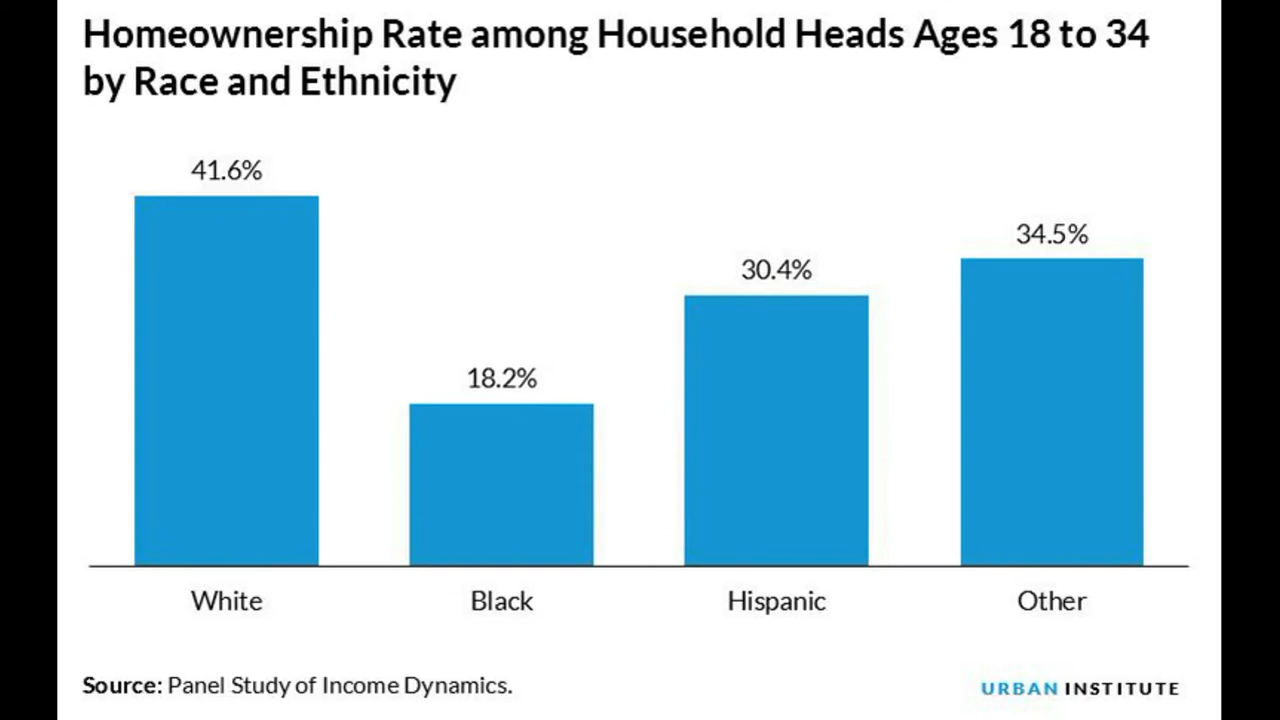 Homeownership Rate among Household Heads Ages 18 to 34
by Race and Ethnicity
41.6%
18.2%
30.4%
34.5%
White
Black
Hispanic
Other
Source: Panel Study of Income Dynamics.
URBAN INSTITUTE